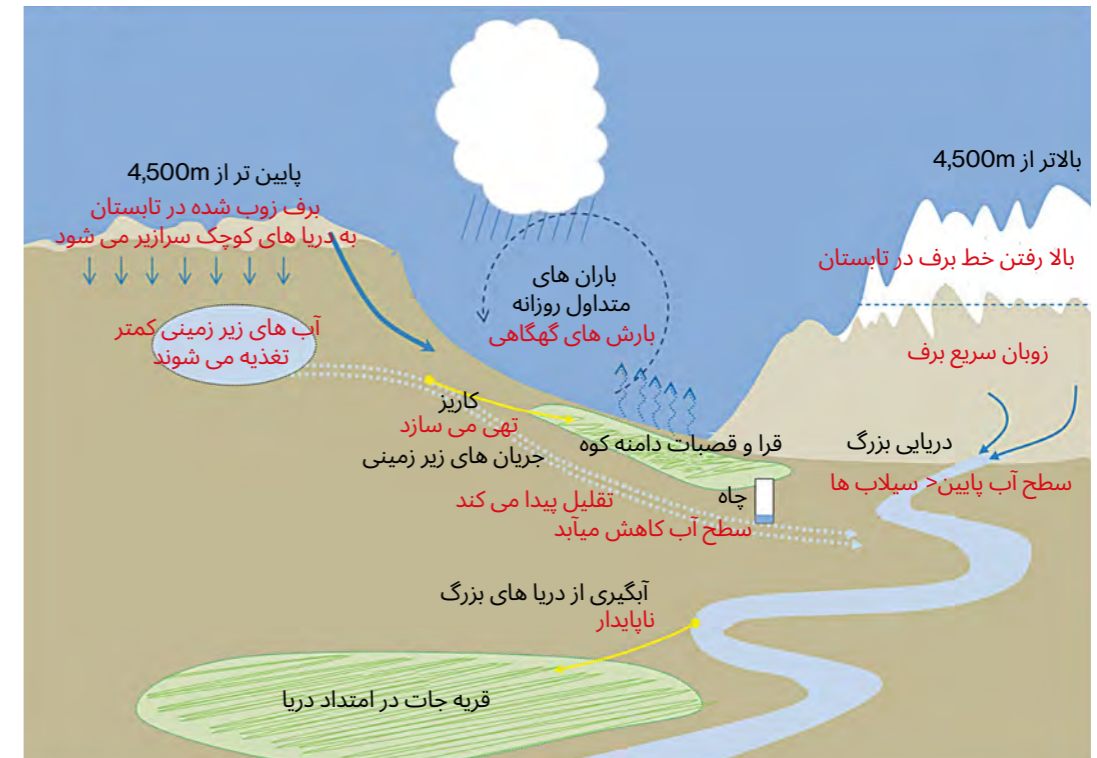 بالاتر از 4,500m
بالا رفتن خط برف در تابستان
زوبان سریع برف
دریایی بزرگ
سطح آب پایین< سیلاب ها
پایین تر از 4,500m
برف زوب شده در تابستان
به دریا های کوچک سرازیر می شود
آب های زیر زمینی کمتر
تغذیه می شوند
باران های
متداول روزانه
بارش های گهگاهی
کاریز
تهی می سازد
جریان های زیر زمینی
تقلیل پیدا می کند
قرا و قصبات دامنه کوه
چاه
سطح آب کاهش میآبد
آبگیری از دریا های بزرگ
ناپایدار
قریه جات در امتداد دریا